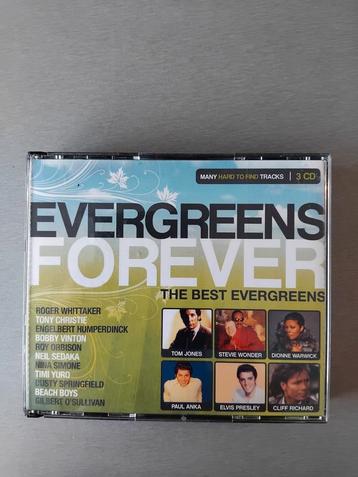 MANY HARD TO FIND TRACKS | 3 CD
EVERGREENS
FOREVER
THE BEST EVERGREENS
ROGER WHITTAKER
TONY CHRISTIE
ENGELBERT HUMPERDINCK
BOBBY VINTON
ROY ORBISON
NEIL SEDAKA
NINA SIMONE
TIMI YURO
DUSTY SPRINGFIELD
BEACH BOYS
GILBERT O'SULLIVAN
TOM JONES
STEVIE WONDER
DIONNE WARWICK
PAUL ANKA
ELVIS PRESLEY
CLIFF RICHARD